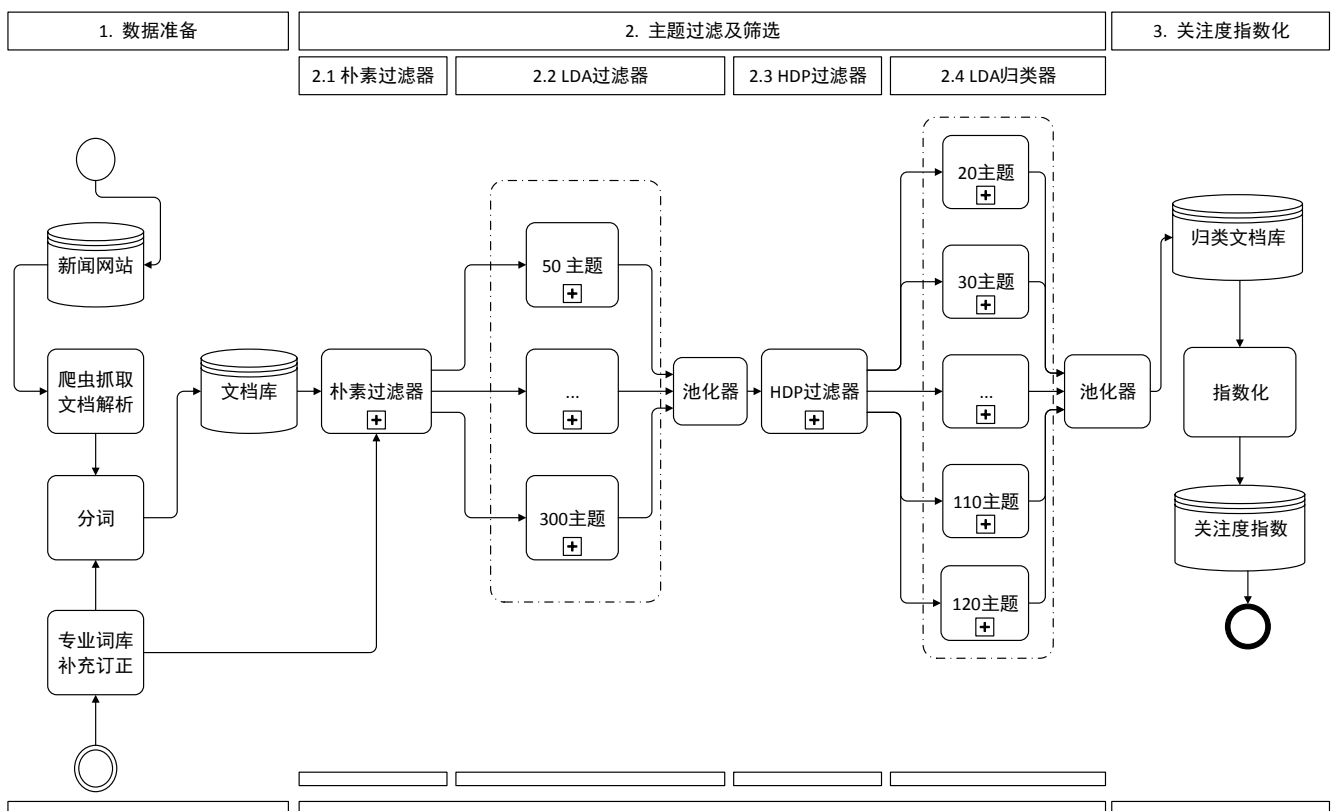 1. 数据准备
2. 主题过滤及筛选
3. 关注度指数化
2.1 朴素过滤器
2.2 LDA过滤器
2.3 HDP过滤器
2.4 LDA归类器
新闻网站
爬虫抓取
文档解析
分词
专业词库
补充订正
文档库
朴素过滤器
50 主题
...
300主题
池化器
HDP过滤器
20主题
30主题
...
110主题
120主题
池化器
归类文档库
指数化
关注度指数